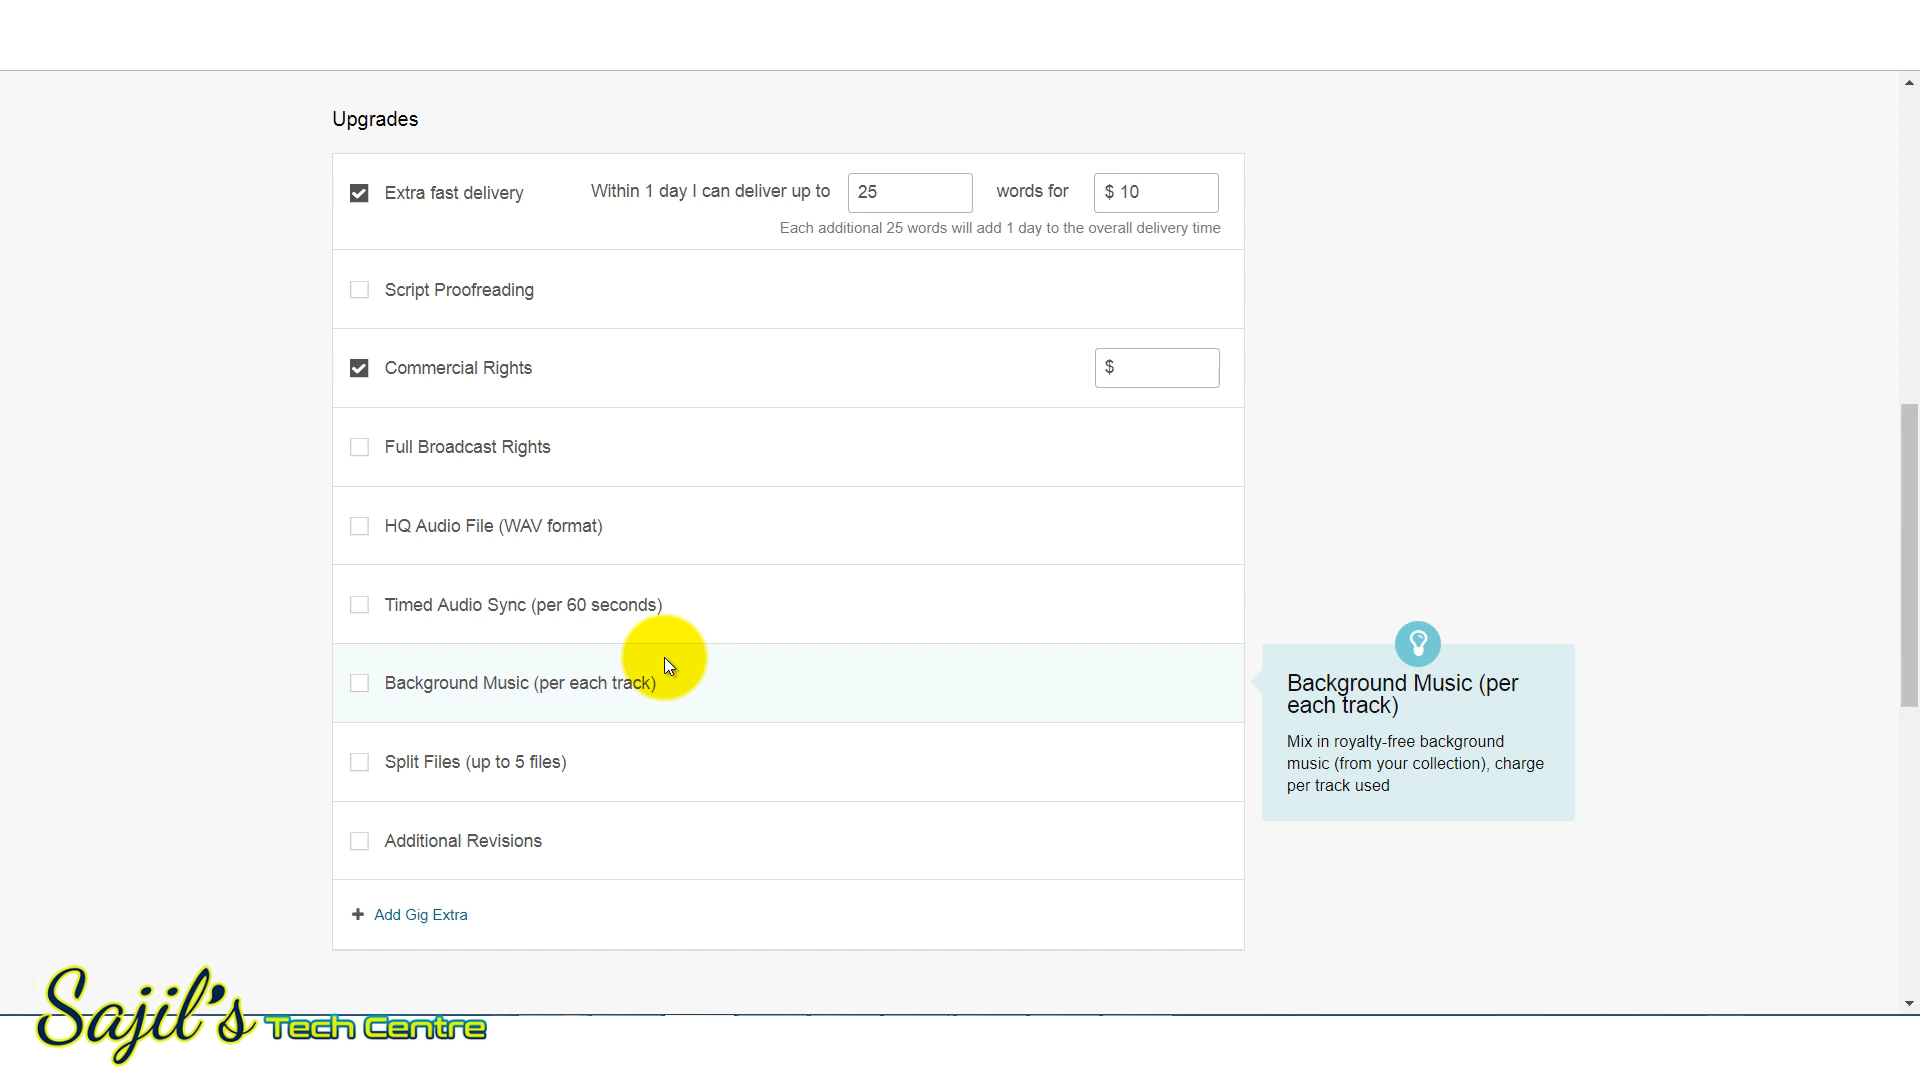 Upgrades
Extra fast delivery Within 1 day I can deliver up to 25 words for $ 10
Each additional 25 words will add 1 day to the overall delivery time
Script Proofreading
Commercial Rights $
Full Broadcast Rights
HQ Audio File (WAV format)
Timed Audio Sync (per 60 seconds)
Background Music (per each track)
Split Files (up to 5 files)
Additional Revisions
+ Add Gig Extra
Background Music (per
each track)
Mix in royalty-free background
music (from your collection), charge
per track used
Sajil's Tech Centre